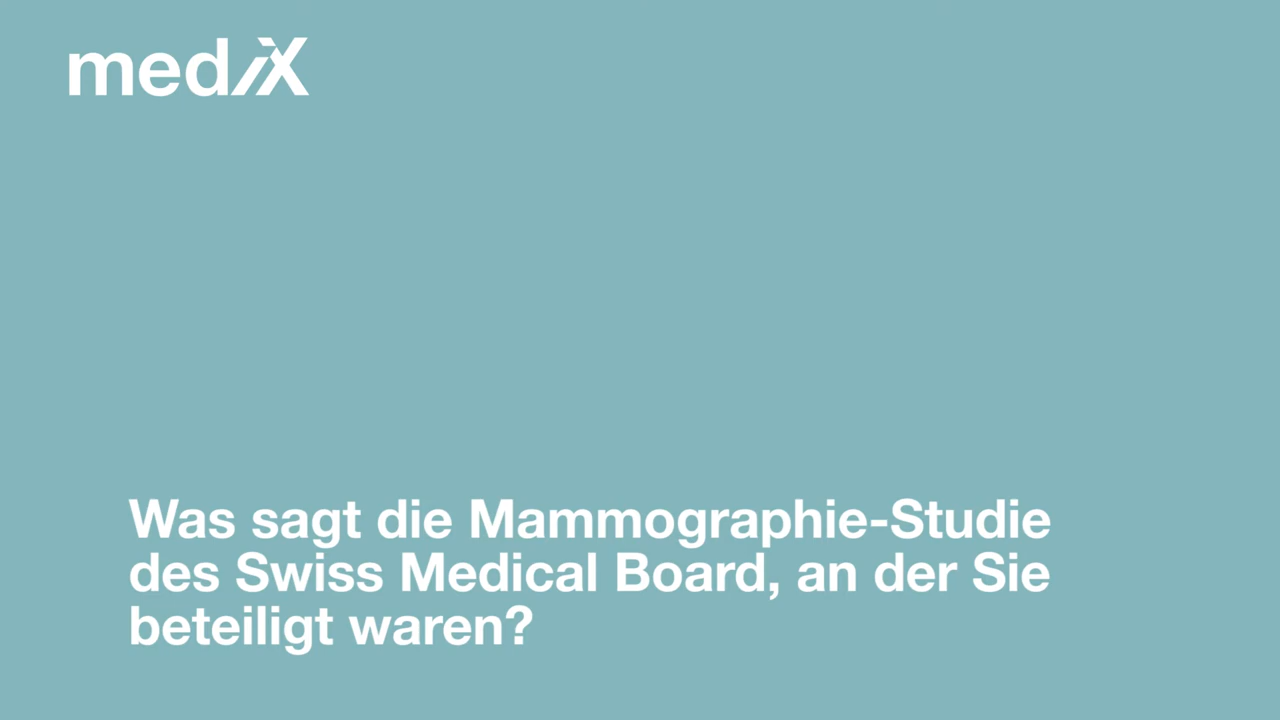 mediX
Was sagt die Mammographie-Studie
des Swiss Medical Board, an der Sie
beteiligt waren?